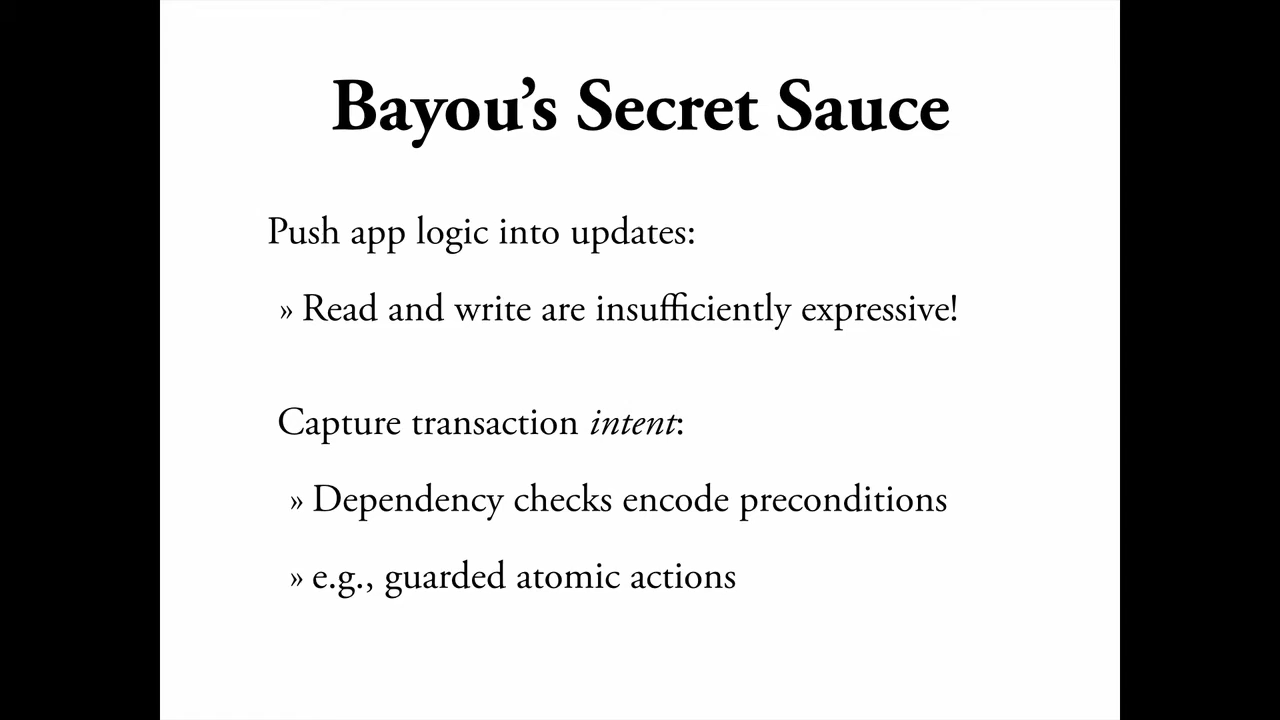 Bayou’s Secret Sauce
Push app logic into updates:
» Read and write are insufficiently expressive!
Capture transaction intent:
» Dependency checks encode preconditions
» e.g., guarded atomic actions